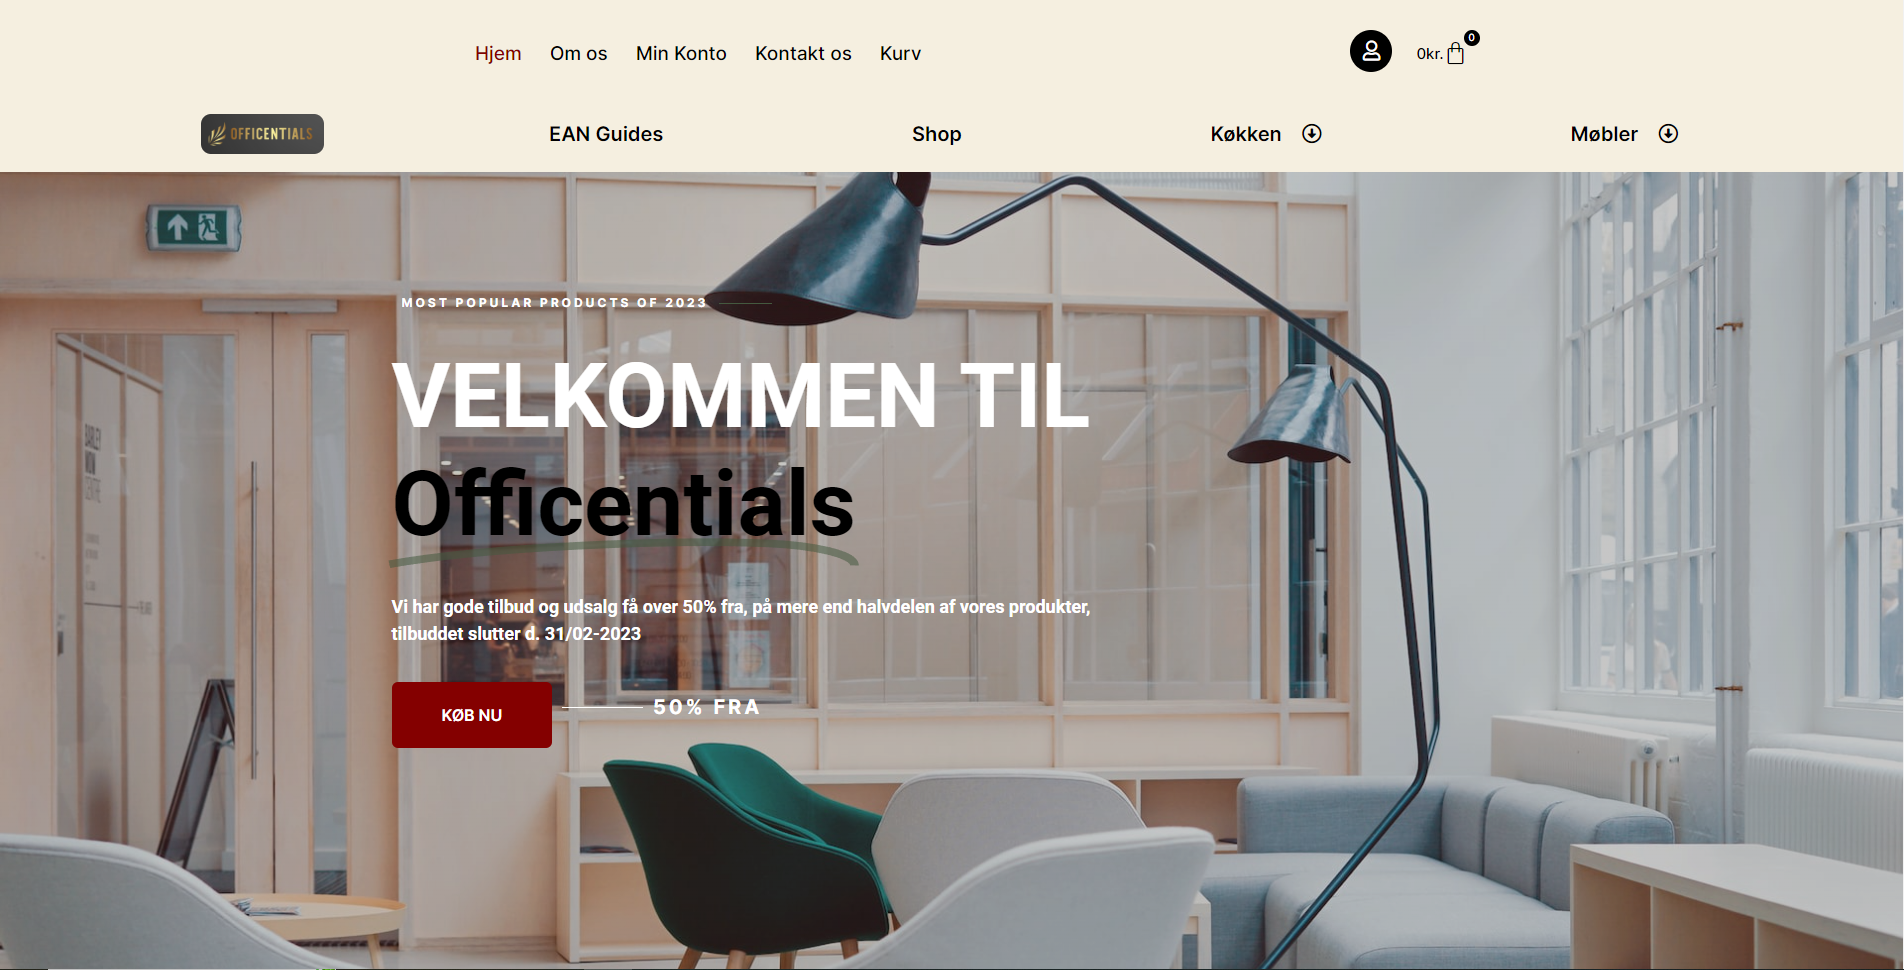 Hjem Om os Min Konto Kontakt os Kurv
0kr. 0
OFFICENTIALS EAN Guides Shop Køkken Møbler
MOST POPULAR PRODUCTS OF 2023
VELKOMMEN TIL
Officentials
Vi har gode tilbud og udsalg få over 50% fra, på mere end halvdelen af vores produkter,
tilbuddet slutter d. 31/02-2023
KØB NU
50% FRA